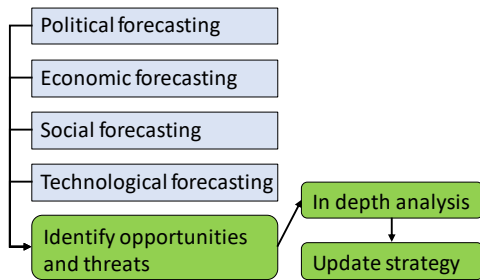 Political forecasting
Economic forecasting
Social forecasting
Technological forecasting
Identify opportunities
and threats
In depth analysis
Update strategy